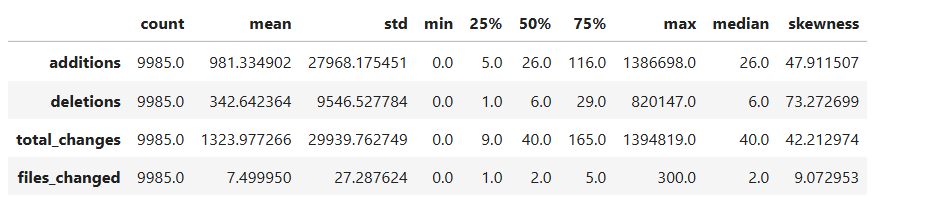 count mean std min 25% 50% 75% max median skewness
additions 9985.0 981.334902 27968.175451 0.0 5.0 26.0 116.0 1386698.0 26.0 47.911507
deletions 9985.0 342.642364 9546.527784 0.0 1.0 6.0 29.0 820147.0 6.0 73.272699
total_changes 9985.0 1323.977266 29939.762749 0.0 9.0 40.0 165.0 1394819.0 40.0 42.212974
files_changed 9985.0 7.499950 27.287624 0.0 1.0 2.0 5.0 300.0 2.0 9.072953